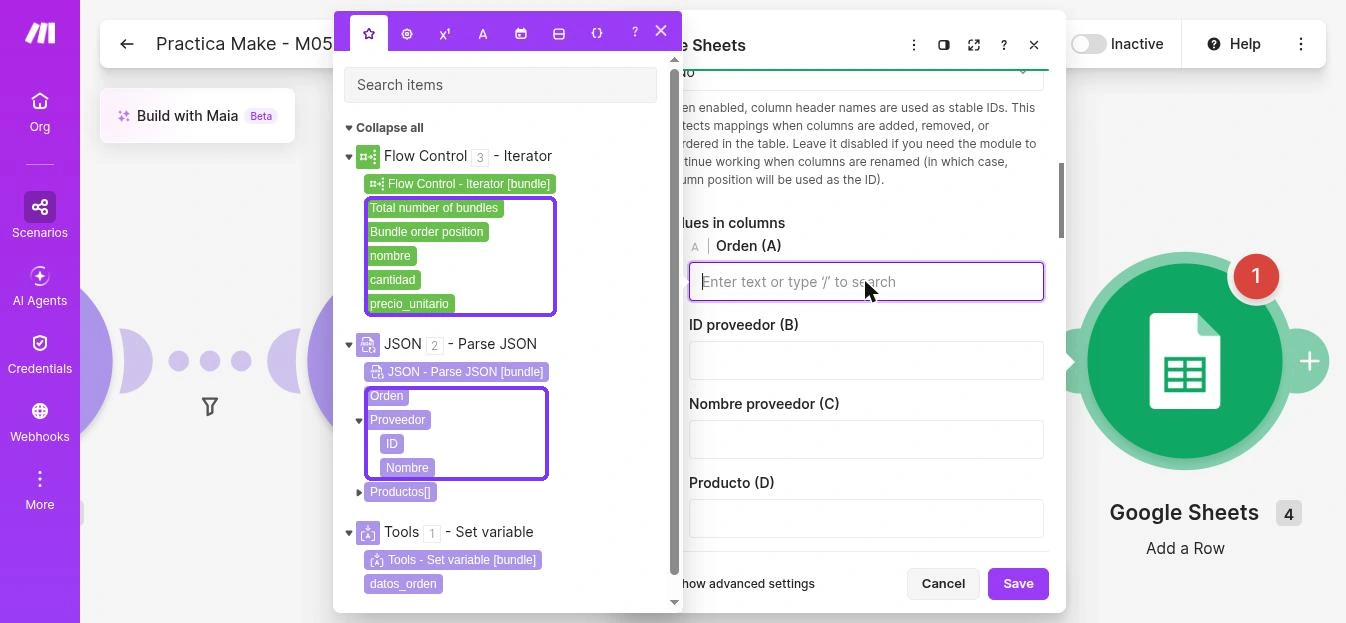 Org
Scenarios
AI Agents
Credentials
Webhooks
More
Practica Make - M05
Build with Maia Beta
Search items
Collapse all
Flow Control 3 - Iterator
Flow Control - Iterator [bundle]
Total number of bundles
Bundle order position
nombre
cantidad
precio_unitario
JSON 2 - Parse JSON
JSON - Parse JSON [bundle]
Orden
Proveedor
ID
Nombre
Productos[]
Tools 1 - Set variable
Tools - Set variable [bundle]
datos_orden
e Sheets
No
en enabled, column header names are used as stable IDs. This
tects mappings when columns are added, removed, or
rdered in the table. Leave it disabled if you need the module to
tinue working when columns are renamed (in which case,
umn position will be used as the ID).
lues in columns
A Orden (A)
Enter text or type '/' to search
ID proveedor (B)
Nombre proveedor (C)
Producto (D)
how advanced settings
Cancel
Save
Inactive
Help
1
Google Sheets 4
Add a Row